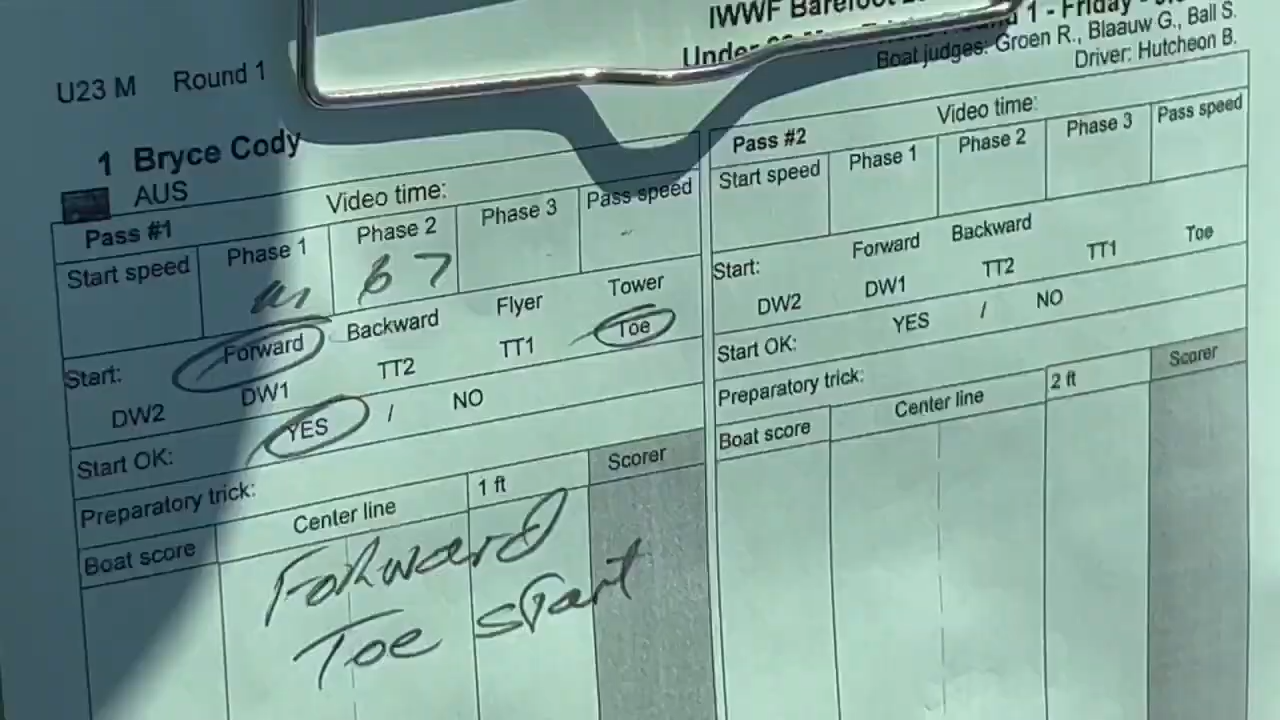 IWWF Barefoot
Under
1 - Friday -
Boat judges: Groen R., Blaauw G., Ball S.
Driver: Hutcheon B.
U23 M Round 1
1 Bryce Cody
AUS
Video time:
Pass #1
Start speed Phase 1 Phase 2 Phase 3 Pass speed
Start: Forward Backward Flyer Tower
DW2 DW1 TT2 TT1 Toe
Start OK: YES / NO
Preparatory trick:
Boat score Center line 1 ft Scorer
Forward
Toe start
Video time:
Pass #2
Start speed Phase 1 Phase 2 Phase 3 Pass speed
Start: Forward Backward
DW2 DW1 TT2 TT1 Toe
Start OK: YES / NO
Preparatory trick:
Boat score Center line 2 ft Scorer